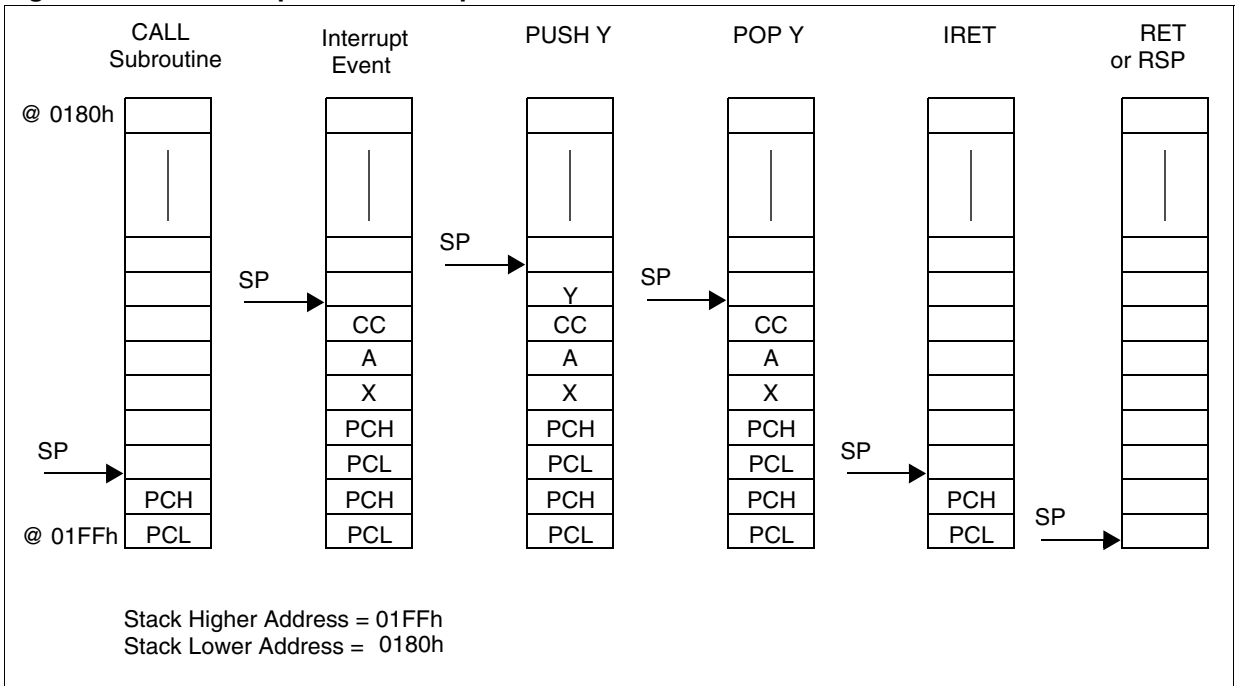 CALL
Subroutine
Interrupt
Event
PUSH Y
POP Y
IRET
RET
or RSP
@ 0180h
SP
SP
SP
Y
CC
CC
CC
A
A
A
X
X
X
PCH
PCH
PCH
SP
SP
PCL
PCL
PCL
PCH
PCH
PCH
PCH
PCH
SP
@ 01FFh
PCL
PCL
PCL
PCL
PCL
Stack Higher Address = 01FFh
Stack Lower Address = 0180h